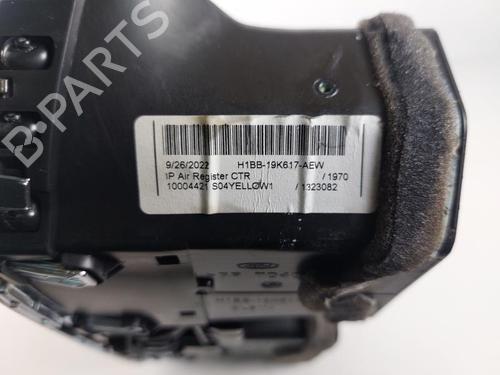 B-PARTS
9/26/2022 H1BB-19K617-AEW
IP Air Register CTR / 1970
10004421 S04YELLOW1 / 1323082